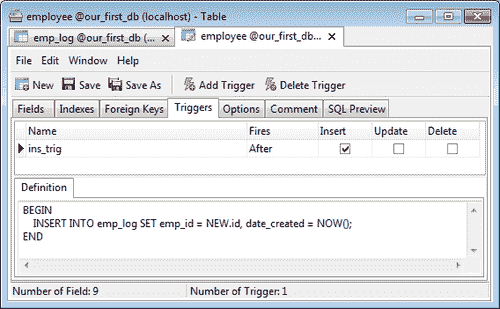 employee @our_first_db (localhost) - Table
emp_log @our_first_db (... employee @our_first_db...
File Edit Window Help
New Save Save As Add Trigger Delete Trigger
Fields Indexes Foreign Keys Triggers Options Comment SQL Preview
Name Fires Insert Update Delete
ins_trig After
Definition
BEGIN
INSERT INTO emp_log SET emp_id = NEW.id, date_created = NOW();
END
Number of Field: 9 Number of Trigger: 1